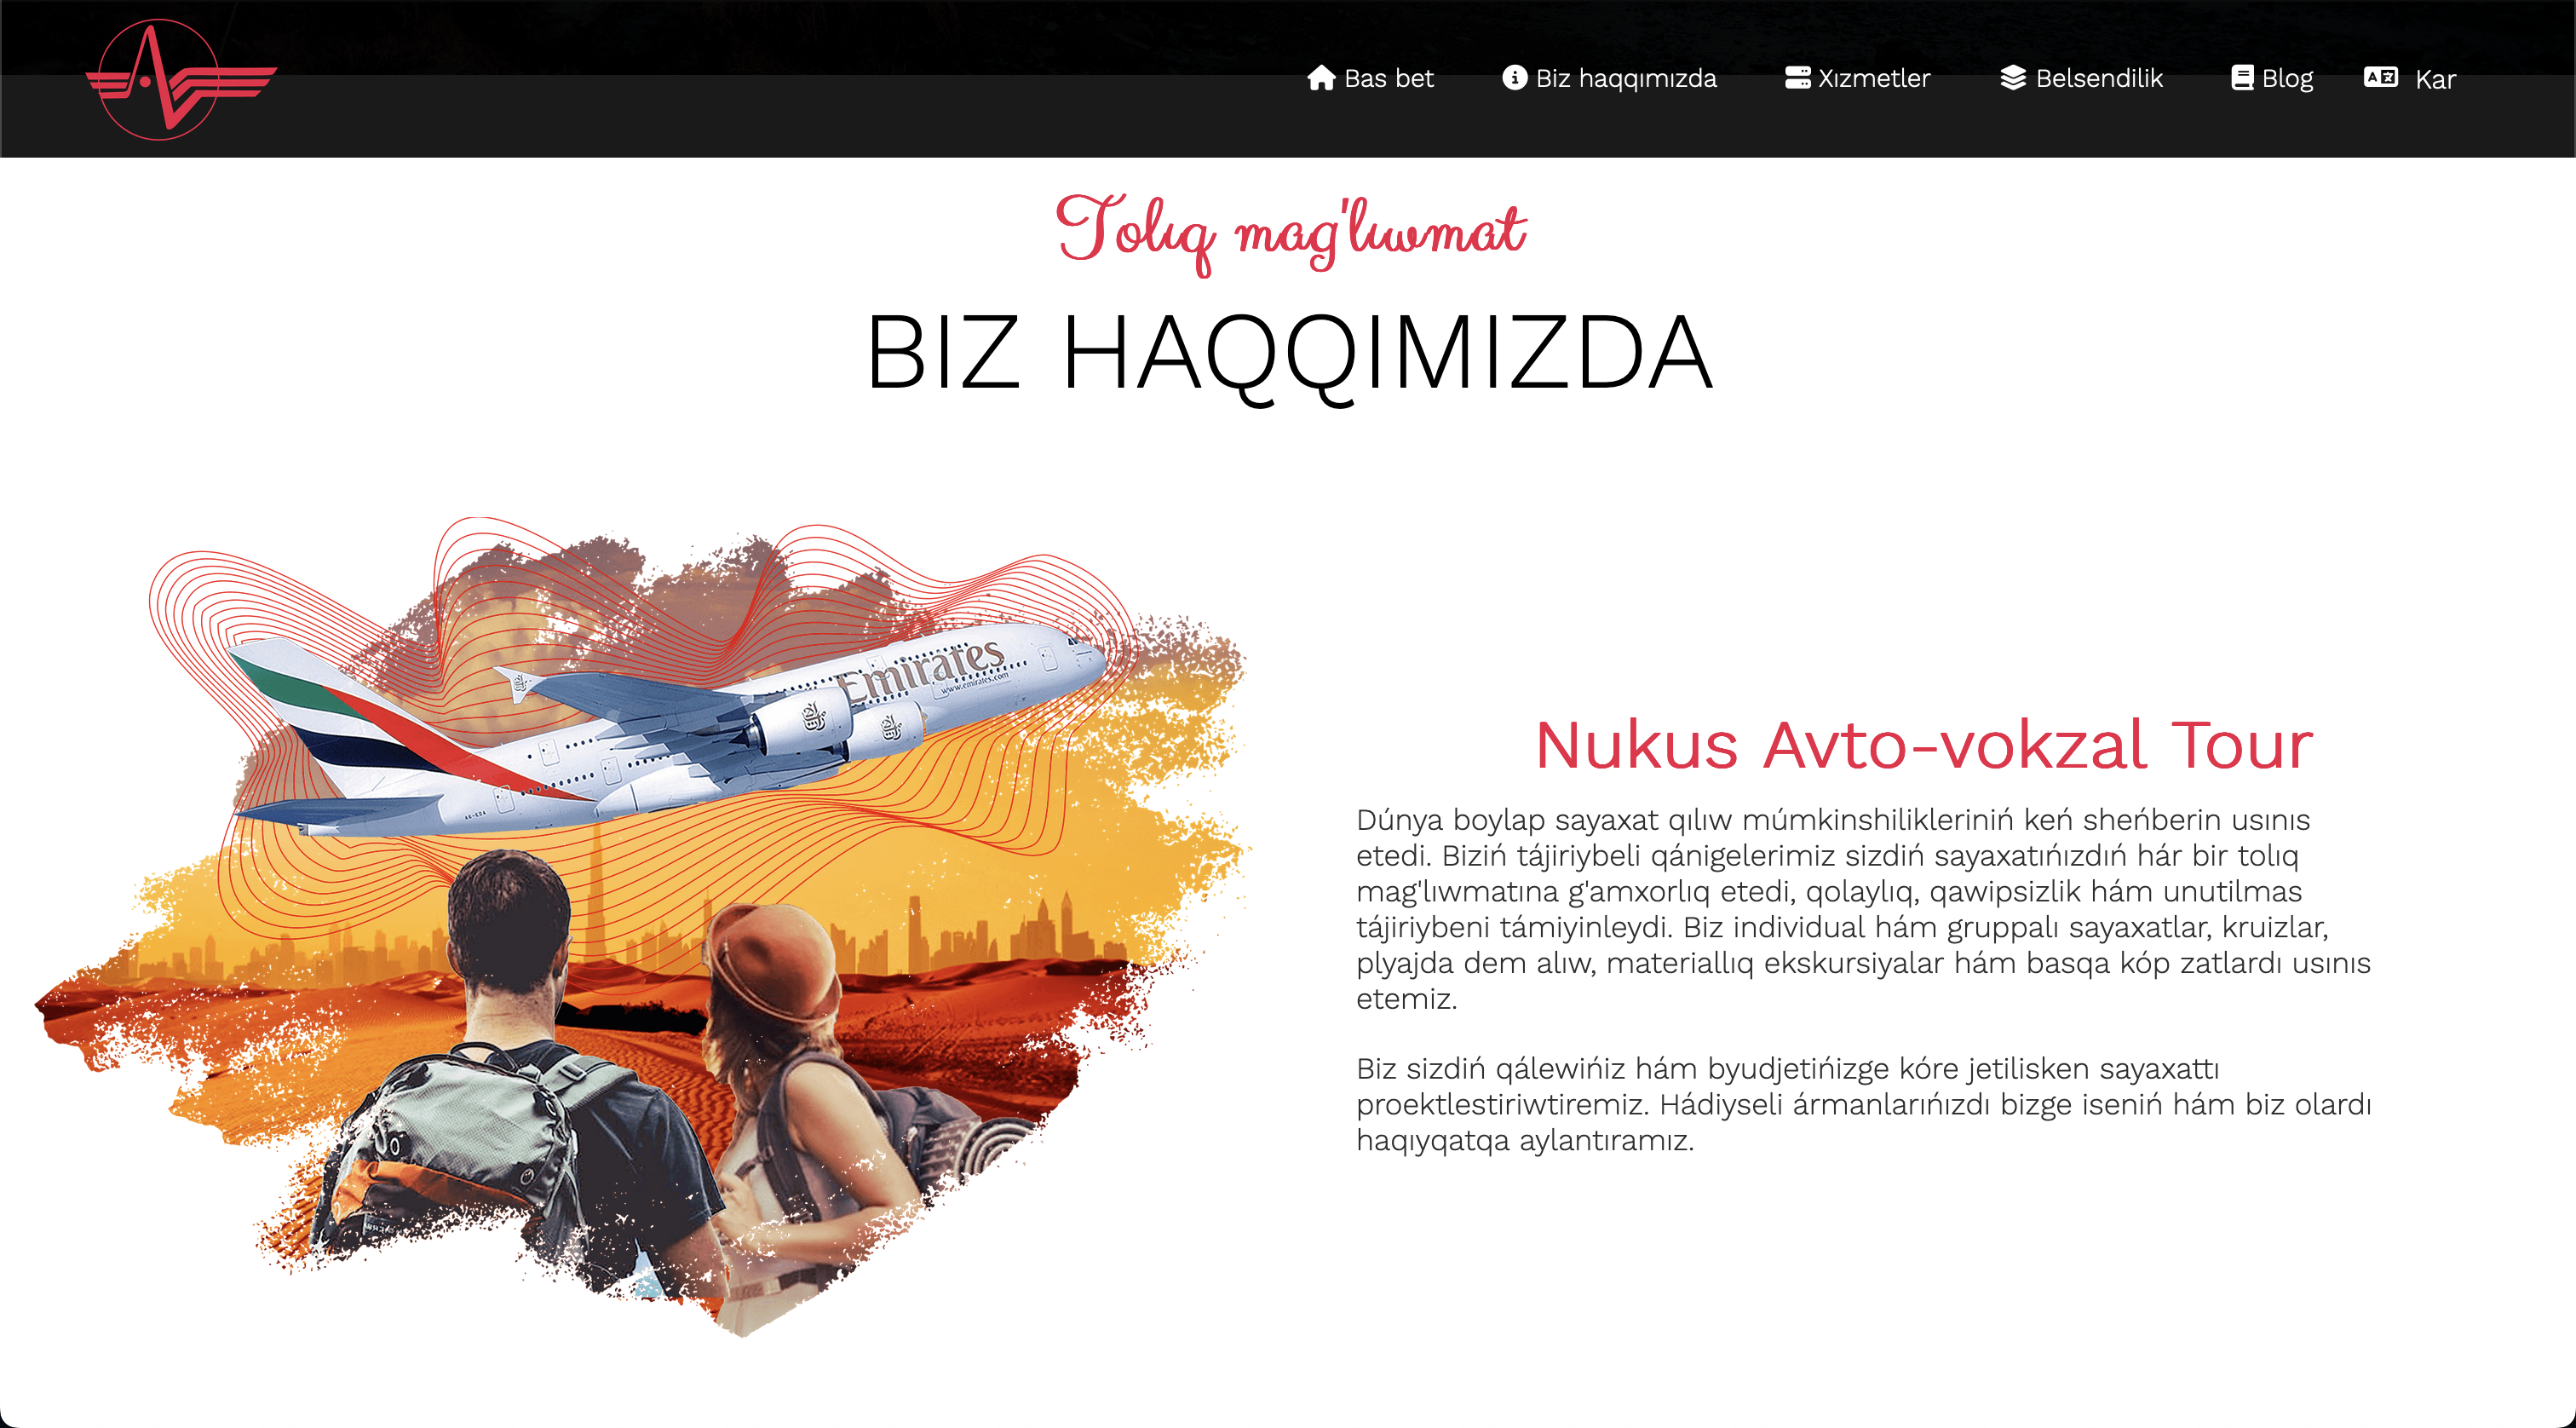 Bas bet
Biz haqqımızda
Xızmetler
Belsendilik
Blog
Kar
Tolıq mag'lıwmat
BIZ HAQQIMIZDA
Emirates
www.emirates.com
Nukus Avto-vokzal Tour
Dúnya boylap sayaxat qılıw múmkinshilikleriniń keń sheńberin usınıs
etedi. Biziń tájiriybeli qánigelerimiz sizdiń sayaxatıńızdıń hár bir tolıq
mag'lıwmatına g'amxorlıq etedi, qolaylıq, qawipsizlik hám unutilmas
tájiriybeni támiyinleydi. Biz individual hám gruppalı sayaxatlar, kruizlar,
plyajda dem alıw, materiallıq ekskursiyalar hám basqa kóp zatlardı usınıs
etemiz.
Biz sizdiń qálewińiz hám byudjetińizge kóre jetilisken sayaxattı
proektlestiriwtiremiz. Hádiyseli ármanlarıńızdı bizge iseniń hám biz olardı
haqıyqatqa aylantıramız.